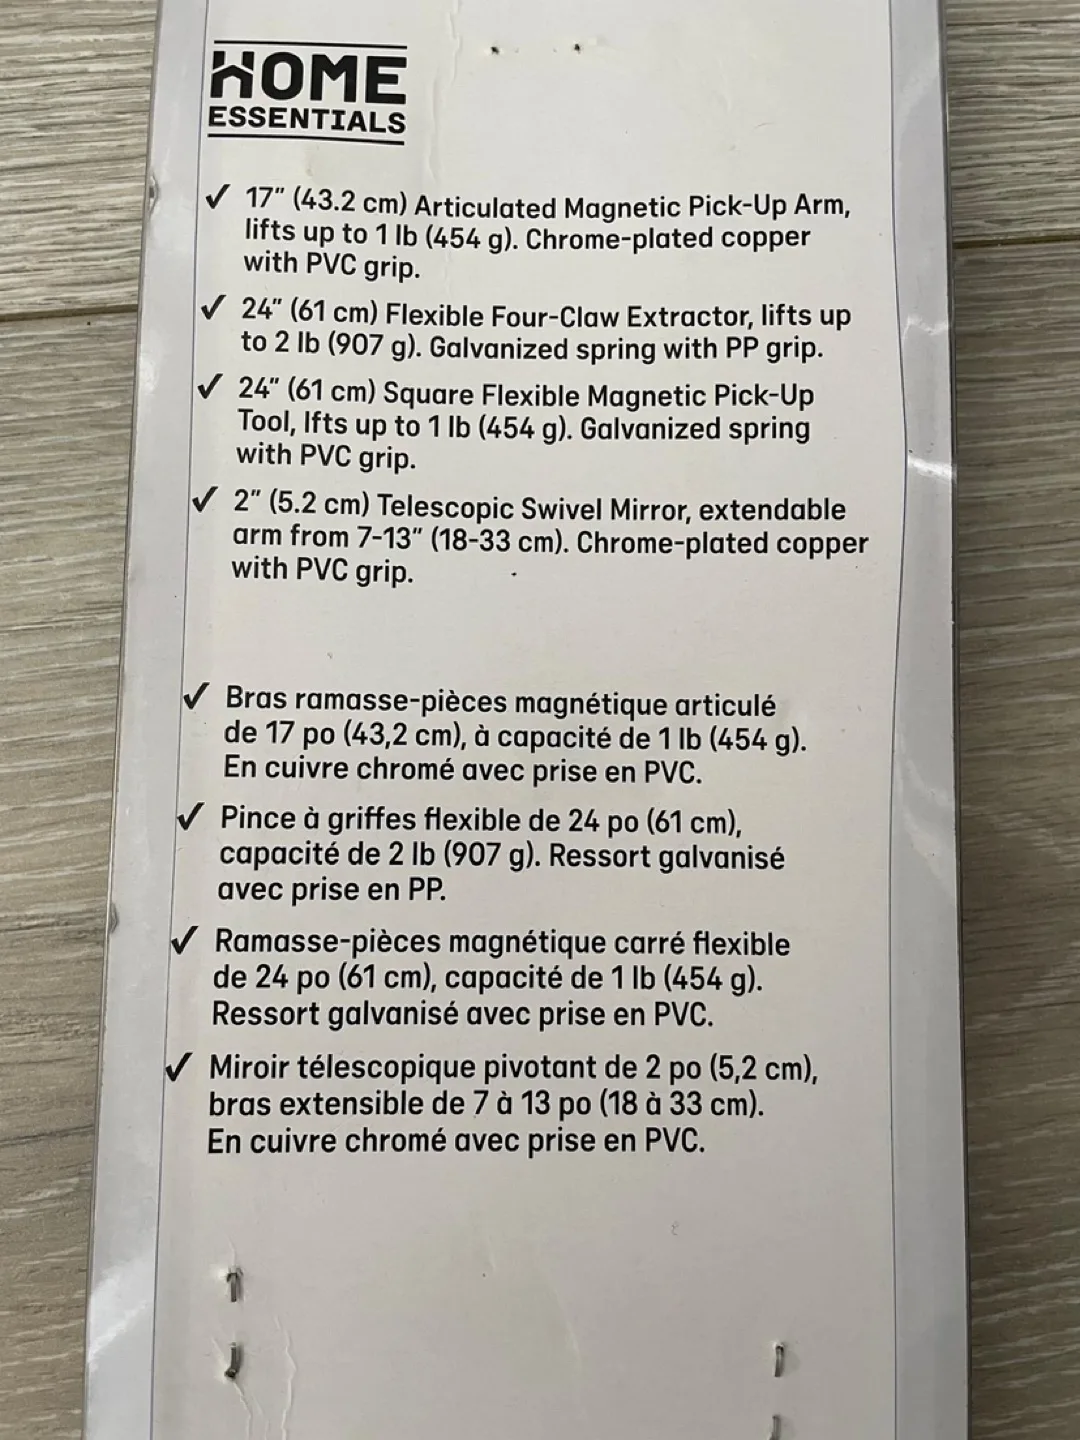 HOME
ESSENTIALS
✓ 17" (43.2 cm) Articulated Magnetic Pick-Up Arm,
lifts up to 1 lb (454 g). Chrome-plated copper
with PVC grip.
✓ 24" (61 cm) Flexible Four-Claw Extractor, lifts up
to 2 lb (907 g). Galvanized spring with PP grip.
✓ 24" (61 cm) Square Flexible Magnetic Pick-Up
Tool, lfts up to 1 lb (454 g). Galvanized spring
with PVC grip.
✓ 2" (5.2 cm) Telescopic Swivel Mirror, extendable
arm from 7-13" (18-33 cm). Chrome-plated copper
with PVC grip.
✓ Bras ramasse-pièces magnétique articulé
de 17 po (43,2 cm), à capacité de 1 lb (454 g).
En cuivre chromé avec prise en PVC.
✓ Pince à griffes flexible de 24 po (61 cm),
capacité de 2 lb (907 g). Ressort galvanisé
avec prise en PP.
✓ Ramasse-pièces magnétique carré flexible
de 24 po (61 cm), capacité de 1 lb (454 g).
Ressort galvanisé avec prise en PVC.
✓ Miroir télescopique pivotant de 2 po (5,2 cm),
bras extensible de 7 à 13 po (18 à 33 cm).
En cuivre chromé avec prise en PVC.